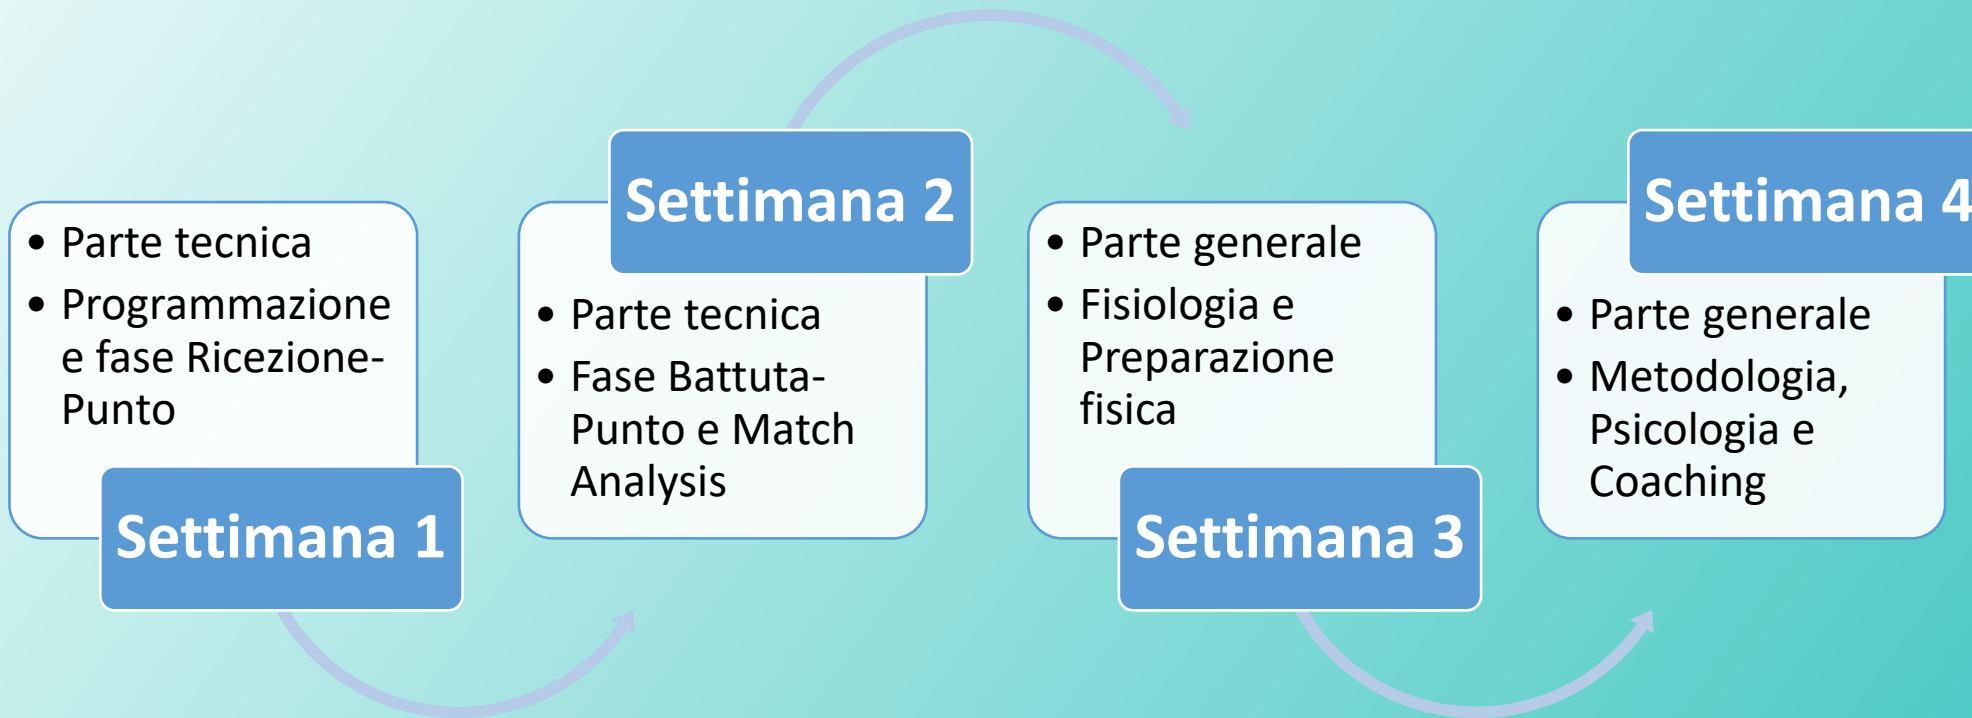 • Parte tecnica
• Programmazione
e fase Ricezione-
Punto
Settimana 1
Settimana 2
• Parte tecnica
• Fase Battuta-
Punto e Match
Analysis
• Parte generale
• Fisiologia e
Preparazione
fisica
Settimana 3
Settimana 4
• Parte generale
• Metodologia,
Psicologia e
Coaching